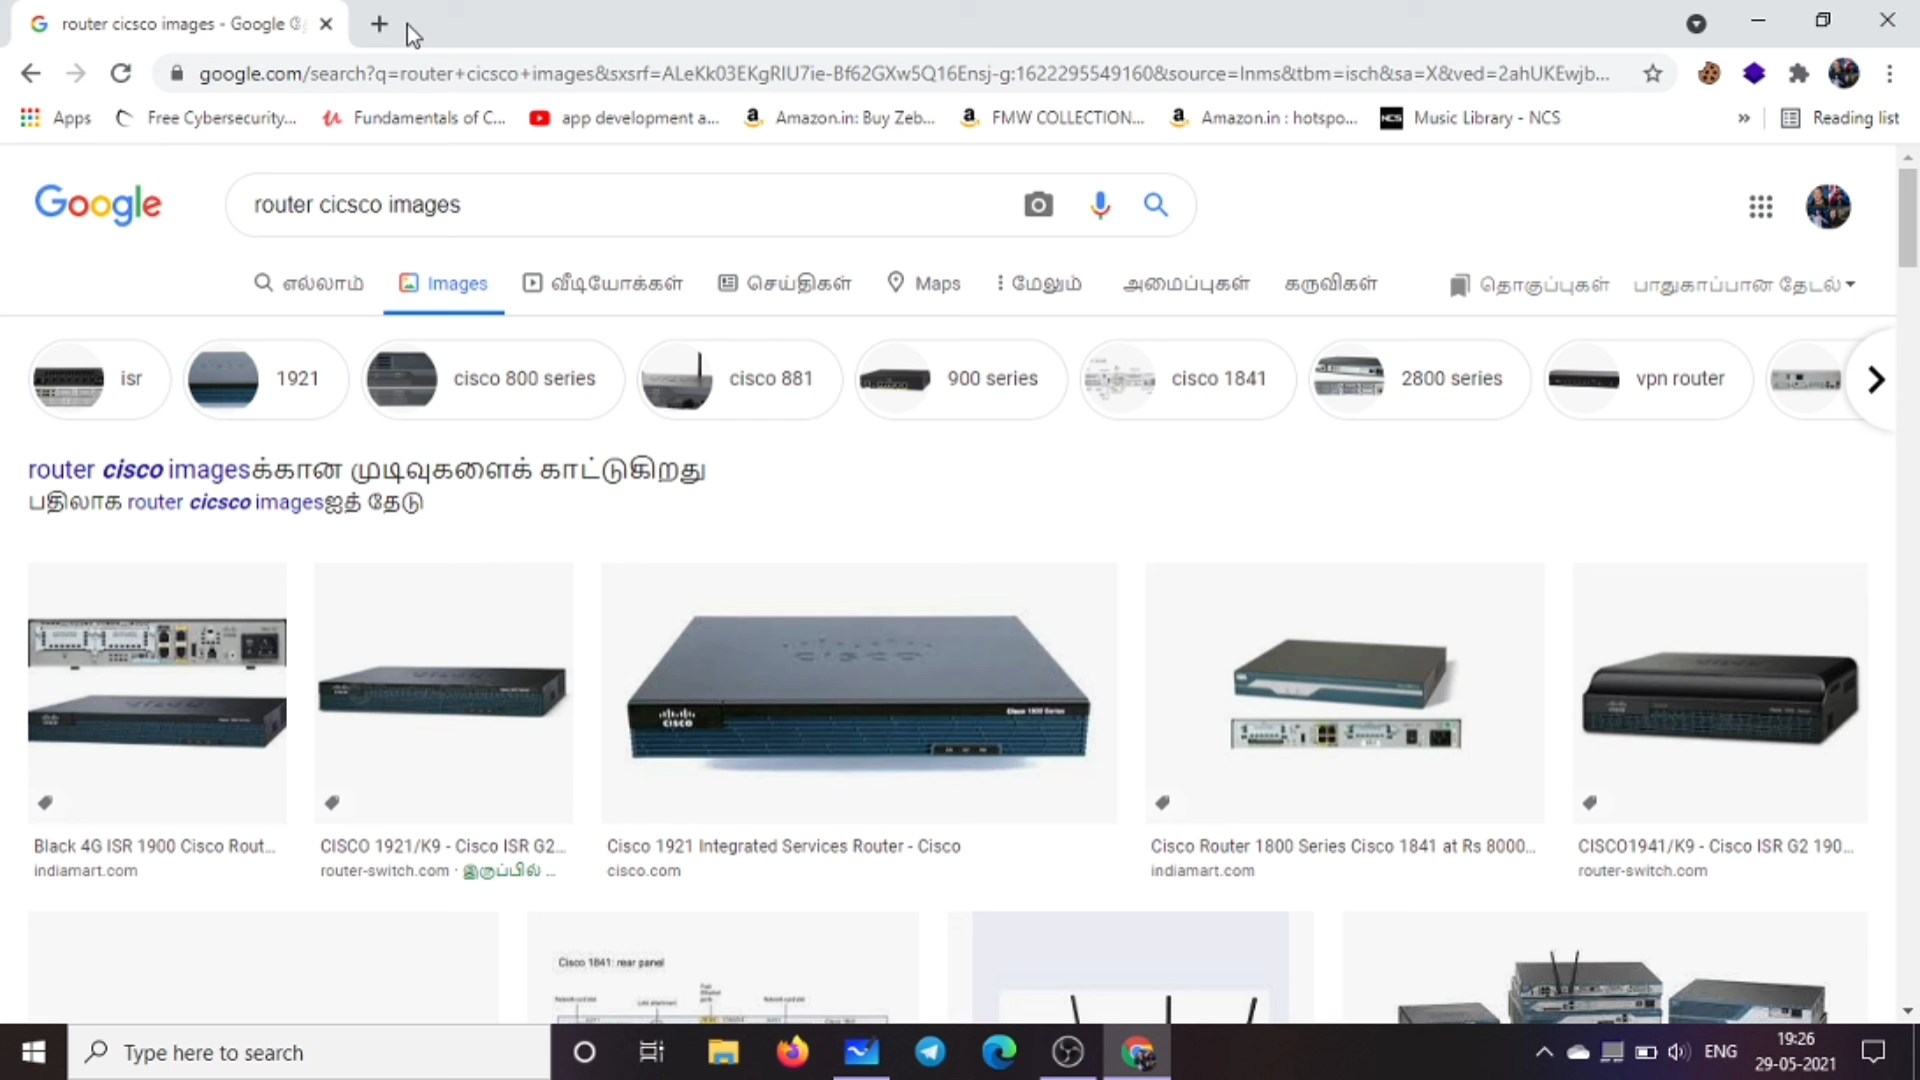 router cicsco images - Google
google.com/search?q=router+cicsco+images&sxsrf=ALeKk03EKgRIU7ie-Bf62GXw5Q16Ensj-g:1622295549160&source=lnms&tbm=isch&sa=X&ved=2ahUKEwjb...
Apps Free Cybersecurity... Fundamentals of C... app development a... Amazon.in: Buy Zeb... FMW COLLECTION... Amazon.in : hotspo... NCS Music Library - NCS » Reading list
Google router cicsco images
எல்லாம் Images வீடியோக்கள் செய்திகள் Maps மேலும் அமைப்புகள் கருவிகள் தொகுப்புகள் பாதுகாப்பான தேடல்
isr 1921 cisco 800 series cisco 881 900 series cisco 1841 2800 series vpn router
router cisco imagesக்கான முடிவுகளைக் காட்டுகிறது
பதிலாக router cicsco imagesஐத் தேடு
CISCO Cisco 1900 Series
Black 4G ISR 1900 Cisco Rout... CISCO 1921/K9 - Cisco ISR G2... Cisco 1921 Integrated Services Router - Cisco Cisco Router 1800 Series Cisco 1841 at Rs 8000... CISCO1941/K9 - Cisco ISR G2 190...
indiamart.com router-switch.com · இருப்பில் ... cisco.com indiamart.com router-switch.com
Cisco 1841: rear panel
Type here to search ENG 19:26
29-05-2021